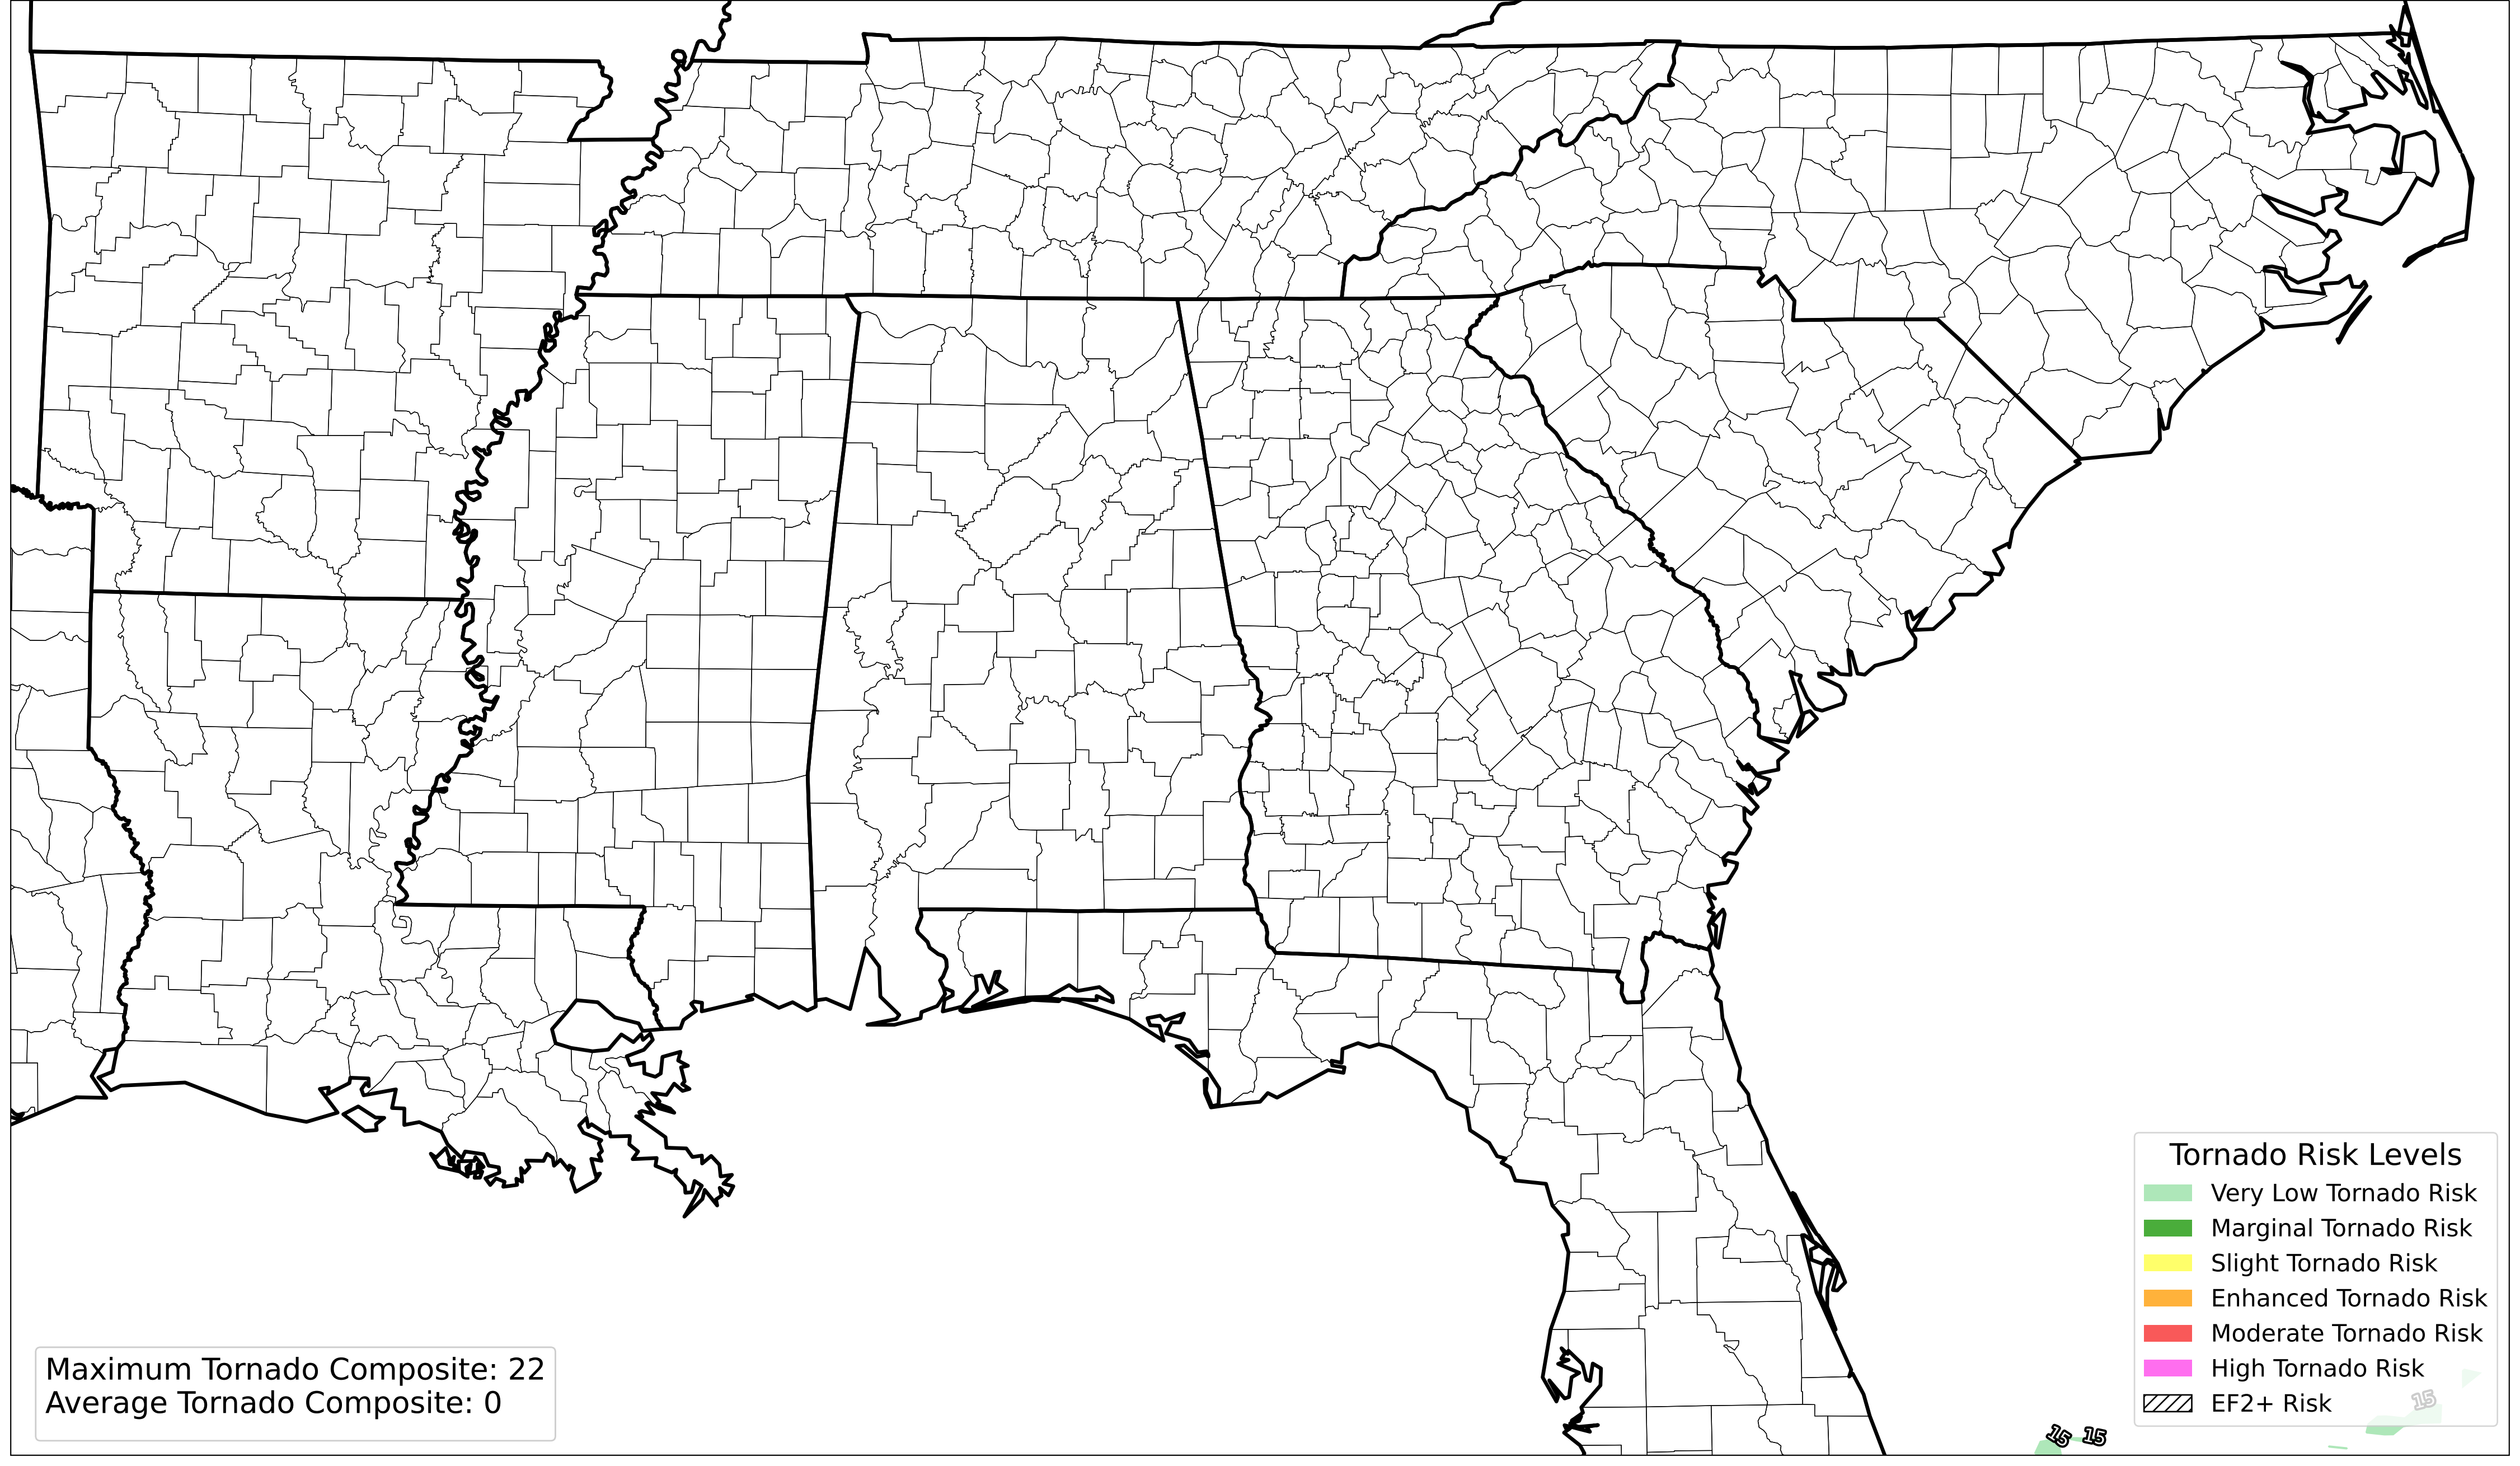 Tornado Risk Levels
Very Low Tornado Risk
Marginal Tornado Risk
Slight Tornado Risk
Enhanced Tornado Risk
Moderate Tornado Risk
High Tornado Risk
EF2+ Risk
Maximum Tornado Composite: 22
Average Tornado Composite: 0
15
15 15